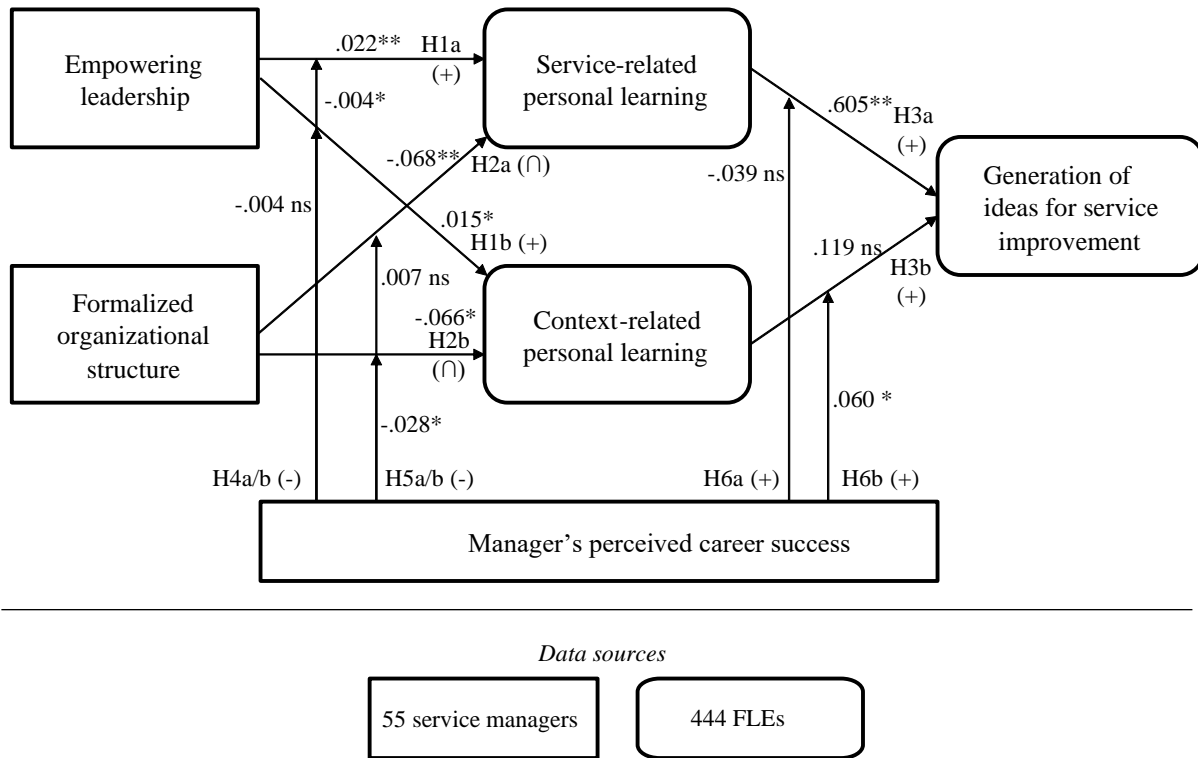 Empowering
leadership
.022**
H1a
(+)
Service-related
personal learning
-.004*
-.068**
H2a (∩)
.605**
H3a
(+)
-.039 ns
Generation of
ideas for service
improvement
-.004 ns
.015*
H1b (+)
.119 ns
H3b
(+)
Formalized
organizational
structure
.007 ns
-.066*
H2b
(∩)
Context-related
personal learning
-.028*
.060 *
H4a/b (-)
H5a/b (-)
H6a (+)
H6b (+)
Manager’s perceived career success
Data sources
55 service managers
444 FLEs